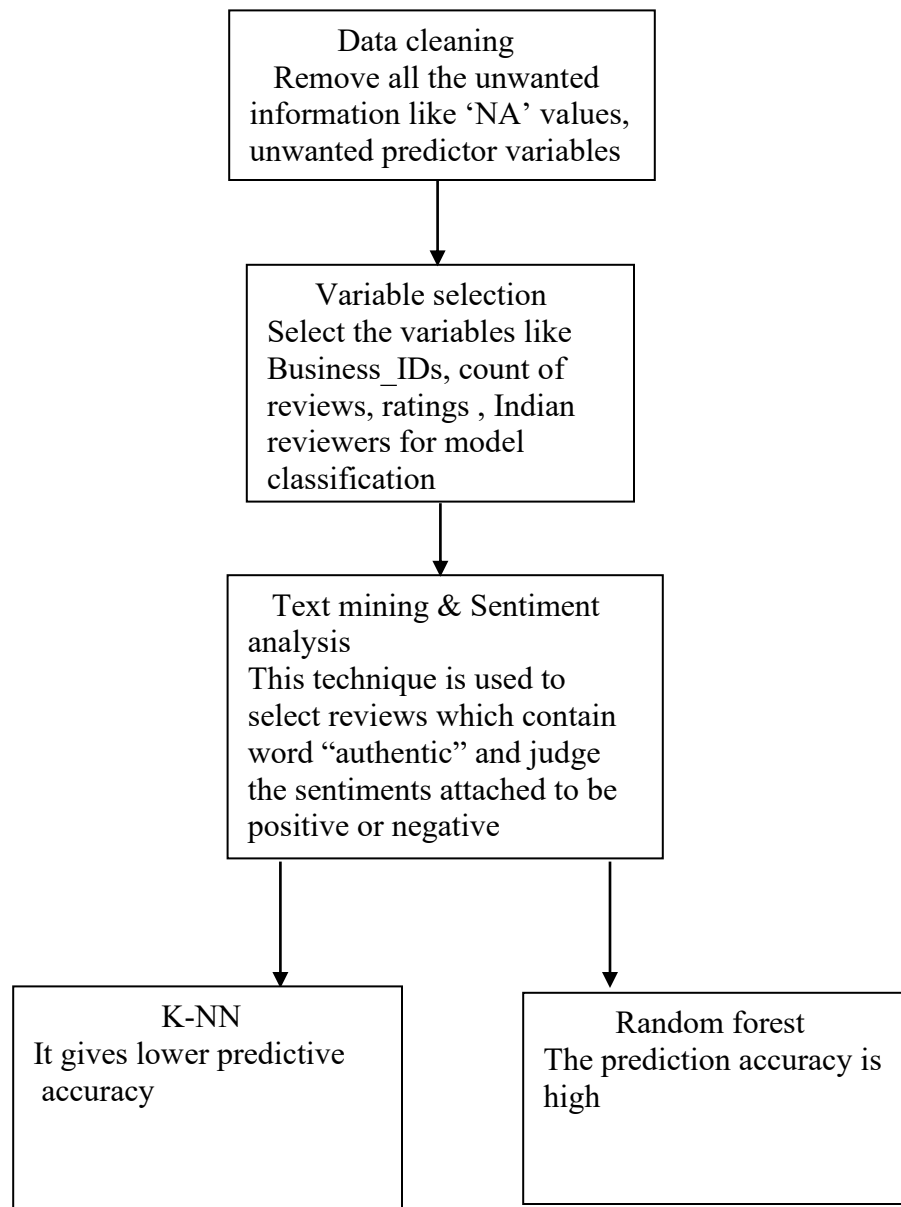 Data cleaning
Remove all the unwanted
information like ‘NA’ values,
unwanted predictor variables
Variable selection
Select the variables like
Business_IDs, count of
reviews, ratings , Indian
reviewers for model
classification
Text mining & Sentiment
analysis
This technique is used to
select reviews which contain
word “authentic” and judge
the sentiments attached to be
positive or negative
K-NN
It gives lower predictive
accuracy
Random forest
The prediction accuracy is
high